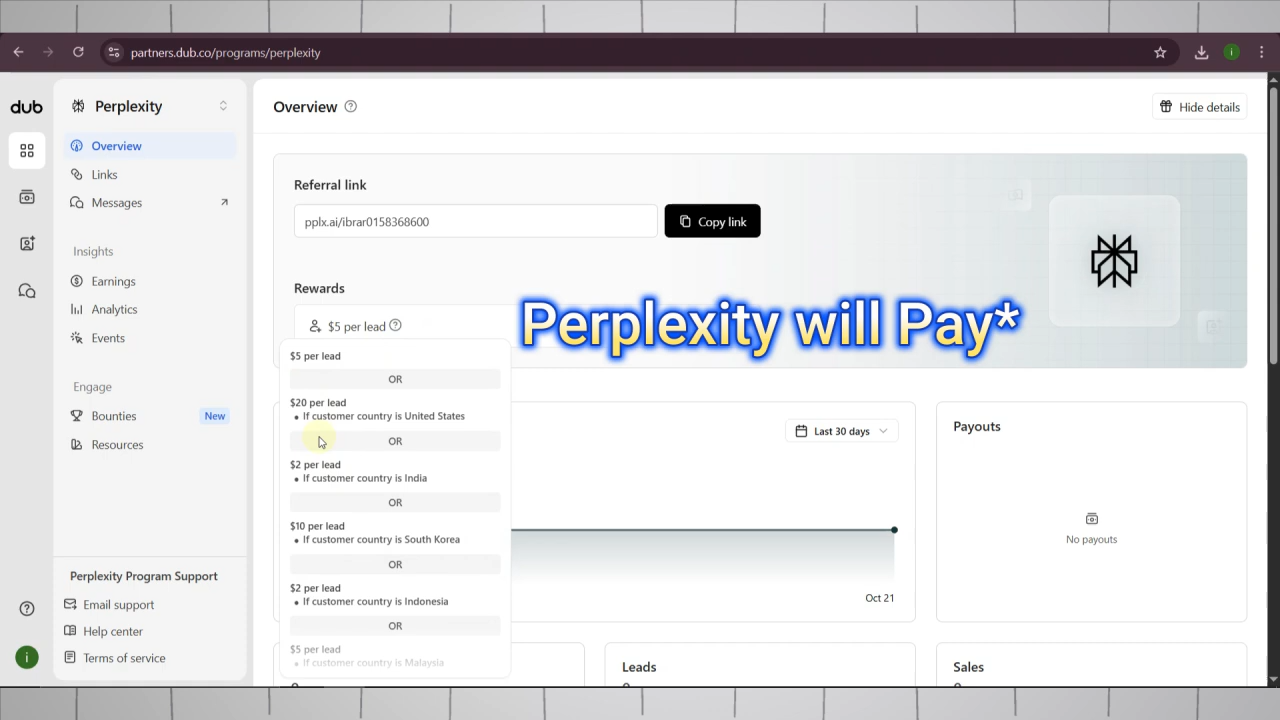 partners.dub.co/programs/perplexity
i
dub
Perplexity
Overview
Links
Messages
Insights
Earnings
Analytics
Events
Engage
Bounties
New
Resources
Perplexity Program Support
Email support
Help center
Terms of service
i
Overview
Hide details
Referral link
pplx.ai/ibrar0158368600
Copy link
Rewards
$5 per lead
Perplexity will Pay*
$5 per lead
OR
$20 per lead
• If customer country is United States
OR
$2 per lead
• If customer country is India
OR
$10 per lead
• If customer country is South Korea
OR
$2 per lead
• If customer country is Indonesia
OR
$5 per lead
• If customer country is Malaysia
Last 30 days
Oct 21
Payouts
No payouts
Leads
Sales